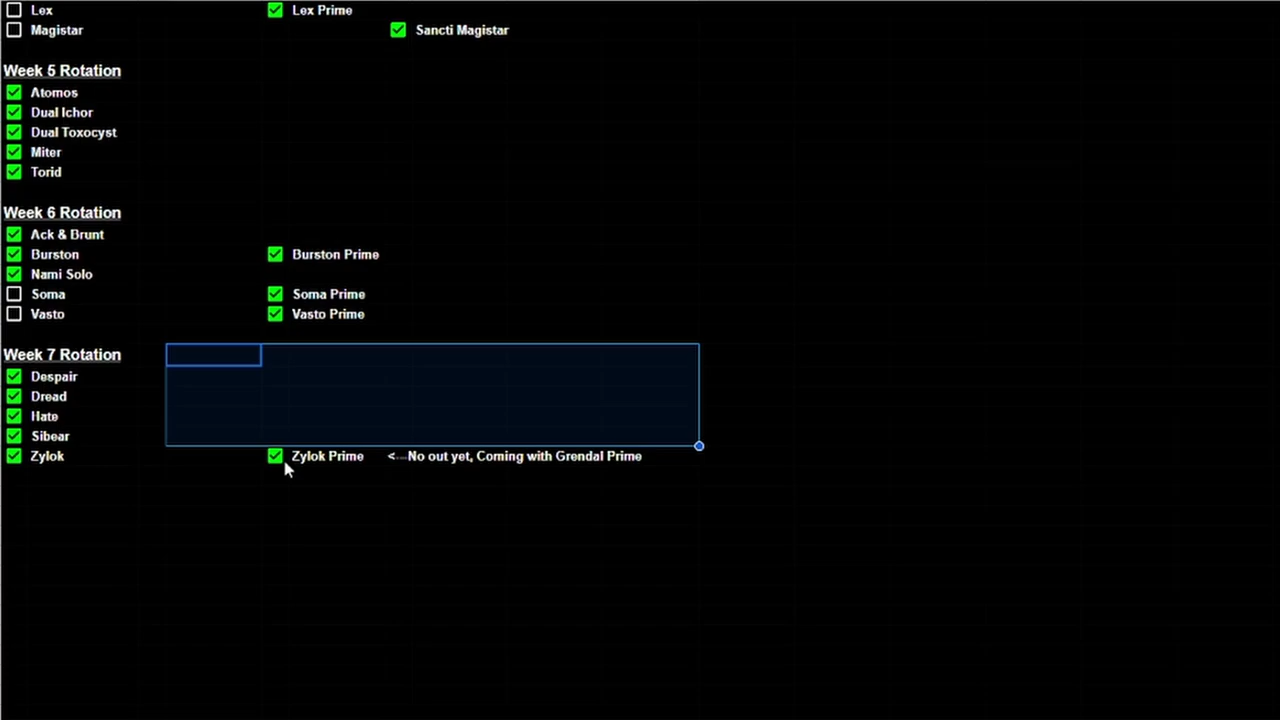 Lex Lex Prime
Magistar Sancti Magistar
Week 5 Rotation
Atomos
Dual Ichor
Dual Toxocyst
Miter
Torid
Week 6 Rotation
Ack & Brunt
Burston Burston Prime
Nami Solo
Soma Soma Prime
Vasto Vasto Prime
Week 7 Rotation
Despair
Dread
Hate
Sibear
Zylok Zylok Prime <---No out yet, Coming with Grendal Prime